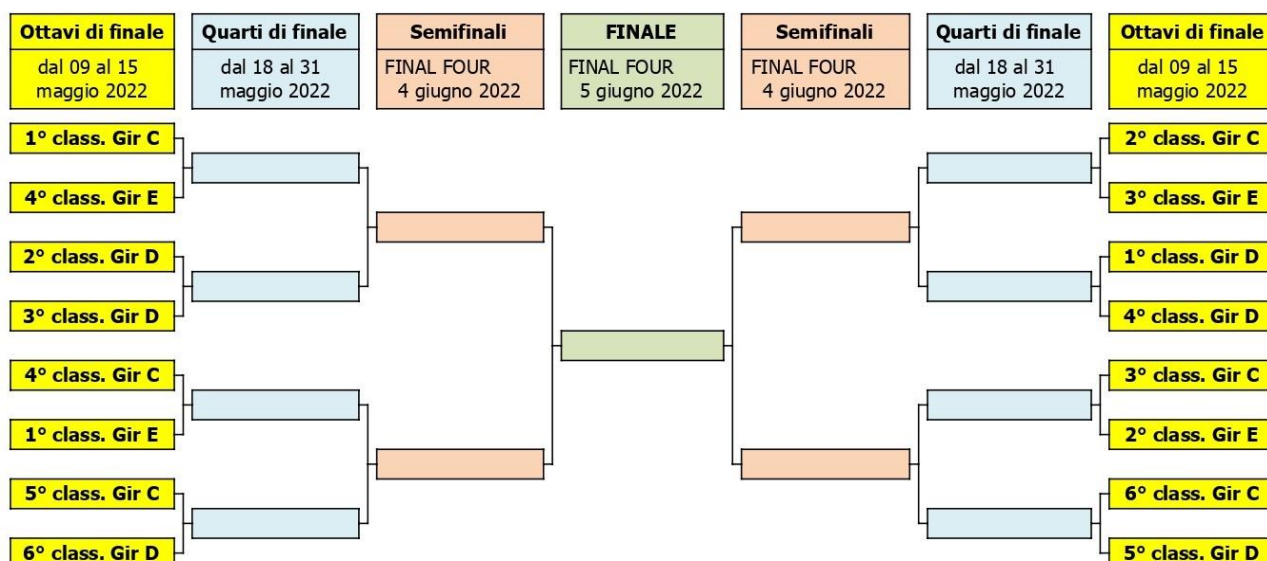 Ottavi di finale
dal 09 al 15
maggio 2022
Quarti di finale
dal 18 al 31
maggio 2022
Semifinali
FINAL FOUR
4 giugno 2022
FINALE
FINAL FOUR
5 giugno 2022
Semifinali
FINAL FOUR
4 giugno 2022
Quarti di finale
dal 18 al 31
maggio 2022
Ottavi di finale
dal 09 al 15
maggio 2022
1° class. Gir C
4° class. Gir E
2° class. Gir D
3° class. Gir D
4° class. Gir C
1° class. Gir E
5° class. Gir C
6° class. Gir D
2° class. Gir C
3° class. Gir E
1° class. Gir D
4° class. Gir D
3° class. Gir C
2° class. Gir E
6° class. Gir C
5° class. Gir D